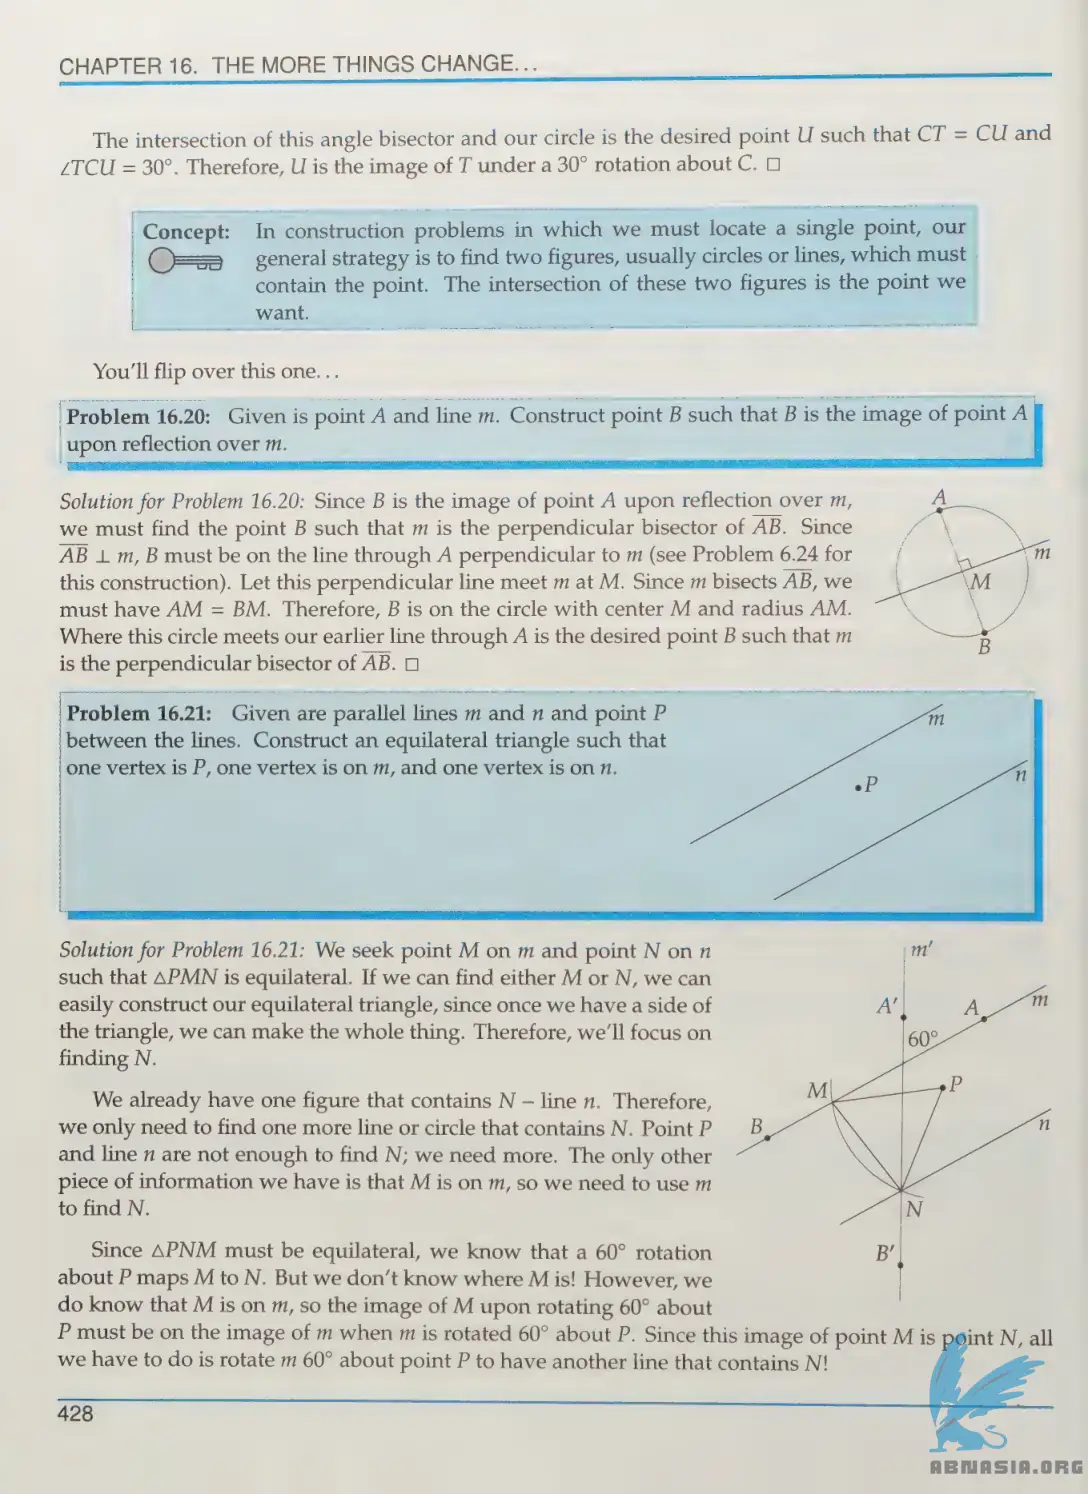 CHAPTER 16. THE MORE THINGS CHANGE...
The intersection of this angle bisector and our circle is the desired point U such that CT = CU and
∠TCU = 30°. Therefore, U is the image of T under a 30° rotation about C. □
Concept: In construction problems in which we must locate a single point, our
general strategy is to find two figures, usually circles or lines, which must
contain the point. The intersection of these two figures is the point we
want.
You'll flip over this one...
Problem 16.20: Given is point A and line m. Construct point B such that B is the image of point A
upon reflection over m.
Solution for Problem 16.20: Since B is the image of point A upon reflection over m,
we must find the point B such that m is the perpendicular bisector of A̅B̅. Since
A̅B̅ ⊥ m, B must be on the line through A perpendicular to m (see Problem 6.24 for
this construction). Let this perpendicular line meet m at M. Since m bisects A̅B̅, we
must have AM = BM. Therefore, B is on the circle with center M and radius AM.
Where this circle meets our earlier line through A is the desired point B such that m
is the perpendicular bisector of A̅B̅. □
A
m
M
B
Problem 16.21: Given are parallel lines m and n and point P
between the lines. Construct an equilateral triangle such that
one vertex is P, one vertex is on m, and one vertex is on n.
m
P
n
Solution for Problem 16.21: We seek point M on m and point N on n
such that △PMN is equilateral. If we can find either M or N, we can
easily construct our equilateral triangle, since once we have a side of
the triangle, we can make the whole thing. Therefore, we'll focus on
finding N.
We already have one figure that contains N – line n. Therefore,
we only need to find one more line or circle that contains N. Point P
and line n are not enough to find N; we need more. The only other
piece of information we have is that M is on m, so we need to use m
to find N.
Since △PNM must be equilateral, we know that a 60° rotation
about P maps M to N. But we don't know where M is! However, we
do know that M is on m, so the image of M upon rotating 60° about
P must be on the image of m when m is rotated 60° about P. Since this image of point M is point N, all
we have to do is rotate m 60° about point P to have another line that contains N!
m′
A′
A
m
60°
M
P
B
n
N
B′
428
ABNASIA.ORG